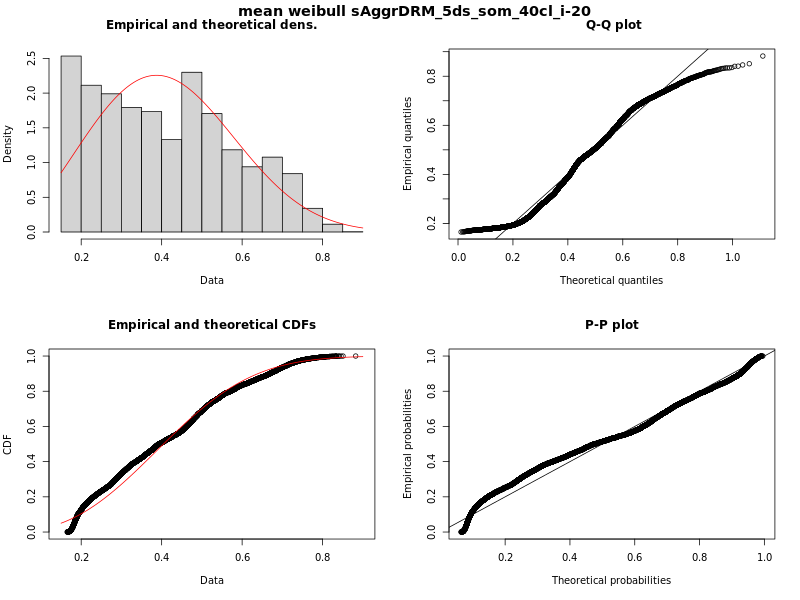 mean weibull sAggrDRM_5ds_som_40cl_i-20
Empirical and theoretical dens.
Density
0.0 0.5 1.0 1.5 2.0 2.5
0.2 0.4 0.6 0.8
Data
Q-Q plot
Empirical quantiles
0.2 0.4 0.6 0.8
0.0 0.2 0.4 0.6 0.8 1.0
Theoretical quantiles
Empirical and theoretical CDFs
CDF
0.0 0.2 0.4 0.6 0.8 1.0
0.2 0.4 0.6 0.8
Data
P-P plot
Empirical probabilities
0.0 0.2 0.4 0.6 0.8 1.0
0.2 0.4 0.6 0.8 1.0
Theoretical probabilities